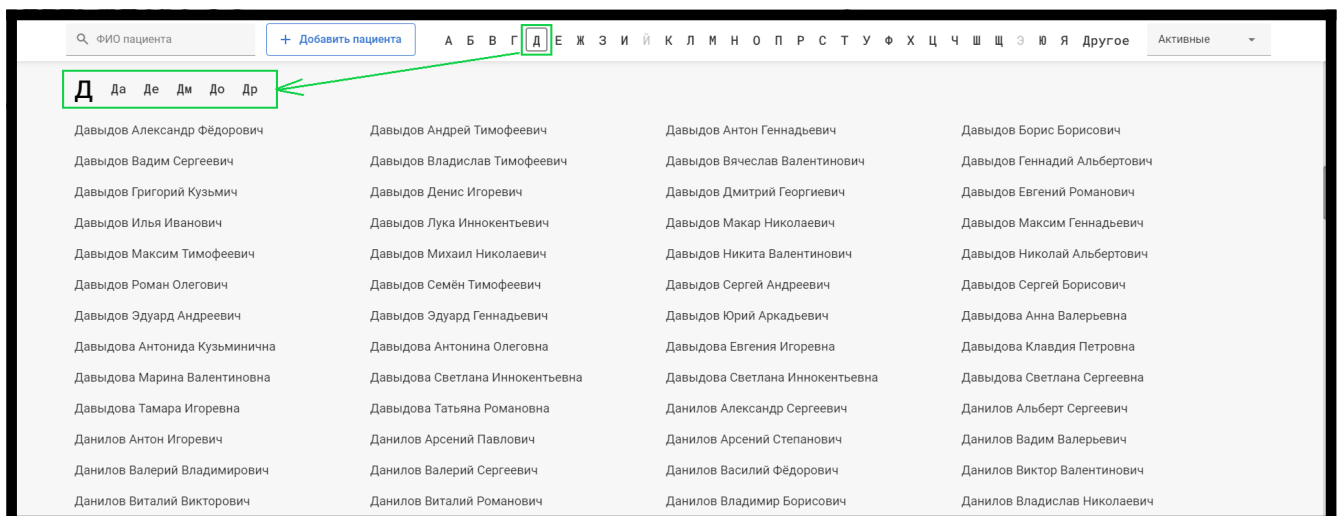 ФИО пациента + Добавить пациента А Б В Г Д Е Ж З И Й К Л М Н О П Р С Т У Ф Х Ц Ч Ш Щ Э Ю Я Другое Активные
Д Да Де Дм До Др
Давыдов Александр Фёдорович Давыдов Андрей Тимофеевич Давыдов Антон Геннадьевич Давыдов Борис Борисович
Давыдов Вадим Сергеевич Давыдов Владислав Тимофеевич Давыдов Вячеслав Валентинович Давыдов Геннадий Альбертович
Давыдов Григорий Кузьмич Давыдов Денис Игоревич Давыдов Дмитрий Георгиевич Давыдов Евгений Романович
Давыдов Илья Иванович Давыдов Лука Иннокентьевич Давыдов Макар Николаевич Давыдов Максим Геннадьевич
Давыдов Максим Тимофеевич Давыдов Михаил Николаевич Давыдов Никита Валентинович Давыдов Николай Альбертович
Давыдов Роман Олегович Давыдов Семён Тимофеевич Давыдов Сергей Андреевич Давыдов Сергей Борисович
Давыдов Эдуард Андреевич Давыдов Эдуард Геннадьевич Давыдов Юрий Аркадьевич Давыдова Анна Валерьевна
Давыдова Антонида Кузьминична Давыдова Антонина Олеговна Давыдова Евгения Игоревна Давыдова Клавдия Петровна
Давыдова Марина Валентиновна Давыдова Светлана Иннокентьевна Давыдова Светлана Иннокентьевна Давыдова Светлана Сергеевна
Давыдова Тамара Игоревна Давыдова Татьяна Романовна Данилов Александр Сергеевич Данилов Альберт Сергеевич
Данилов Антон Игоревич Данилов Арсений Павлович Данилов Арсений Степанович Данилов Вадим Валерьевич
Данилов Валерий Владимирович Данилов Валерий Сергеевич Данилов Василий Фёдорович Данилов Виктор Валентинович
Данилов Виталий Викторович Данилов Виталий Романович Данилов Владимир Борисович Данилов Владислав Николаевич